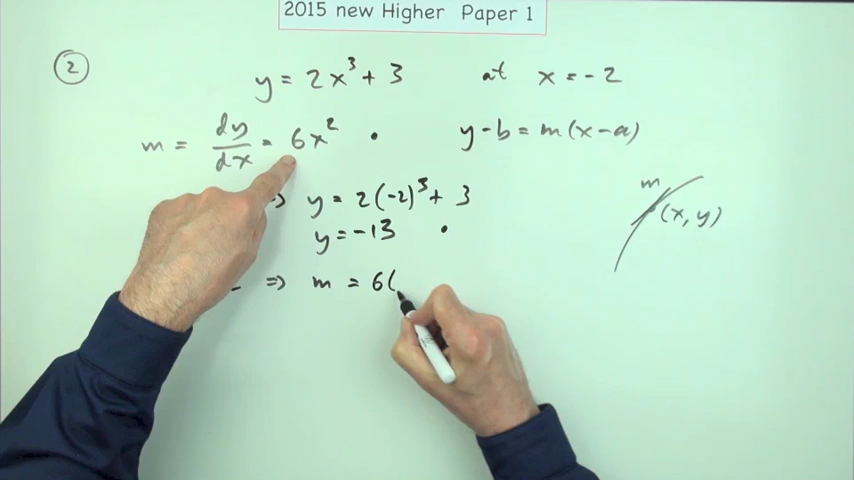 2015 new Higher Paper 1
② y = 2x³ + 3 at x = -2
m = dy/dx = 6x² • y-b = m(x-a)
m
⇒ y = 2(-2)³ + 3
(x, y)
y = -13 •
⇒ m = 6(